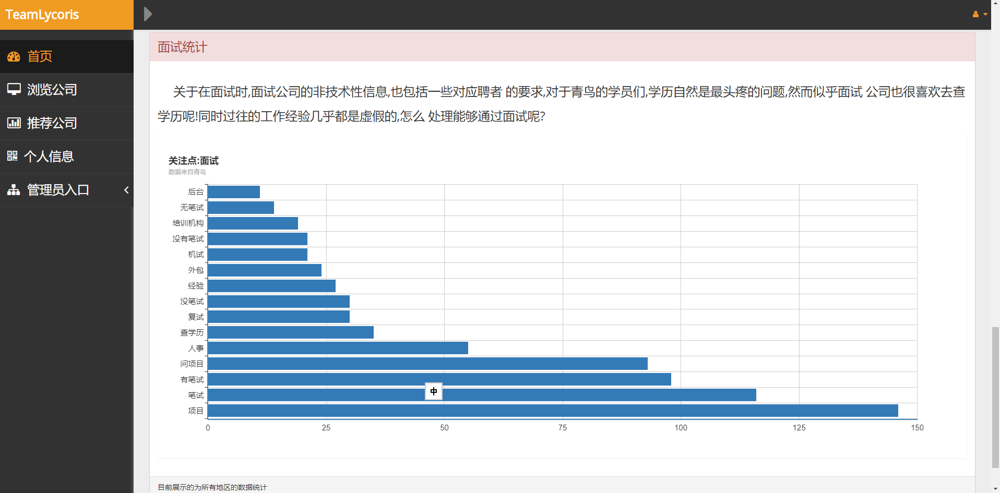 TeamLycoris
首页
浏览公司
推荐公司
个人信息
管理员入口
面试统计
关于在面试时,面试公司的非技术性信息,也包括一些对应聘者 的要求,对于青鸟的学员们,学历自然是最头疼的问题,然而似乎面试 公司也很喜欢去查
学历呢!同时过往的工作经验几乎都是虚假的,怎么 处理能够通过面试呢?
关注点:面试
数据来自青鸟
后台
无笔试
培训机构
没有笔试
机试
外包
经验
没笔试
复试
查学历
人事
问项目
有笔试
笔试
项目
中
0 25 50 75 100 125 150
目前展示的为所有地区的数据统计